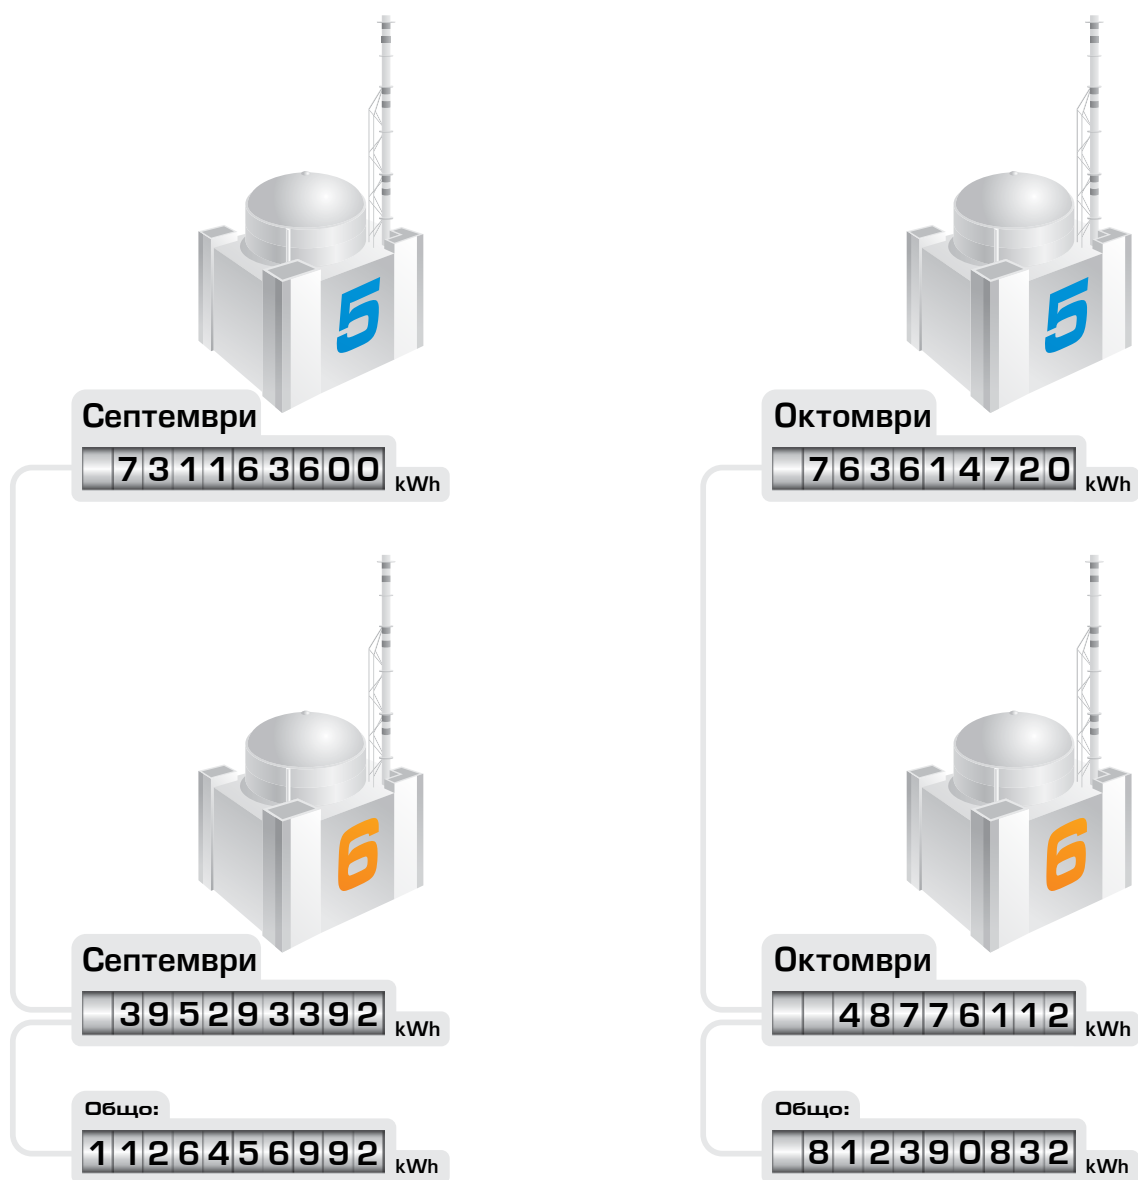 5
Септември
731163600 kWh
6
Септември
395293392 kWh
Общо:
1126456992 kWh
5
Октомври
763614720 kWh
6
Октомври
48776112 kWh
Общо:
812390832 kWh